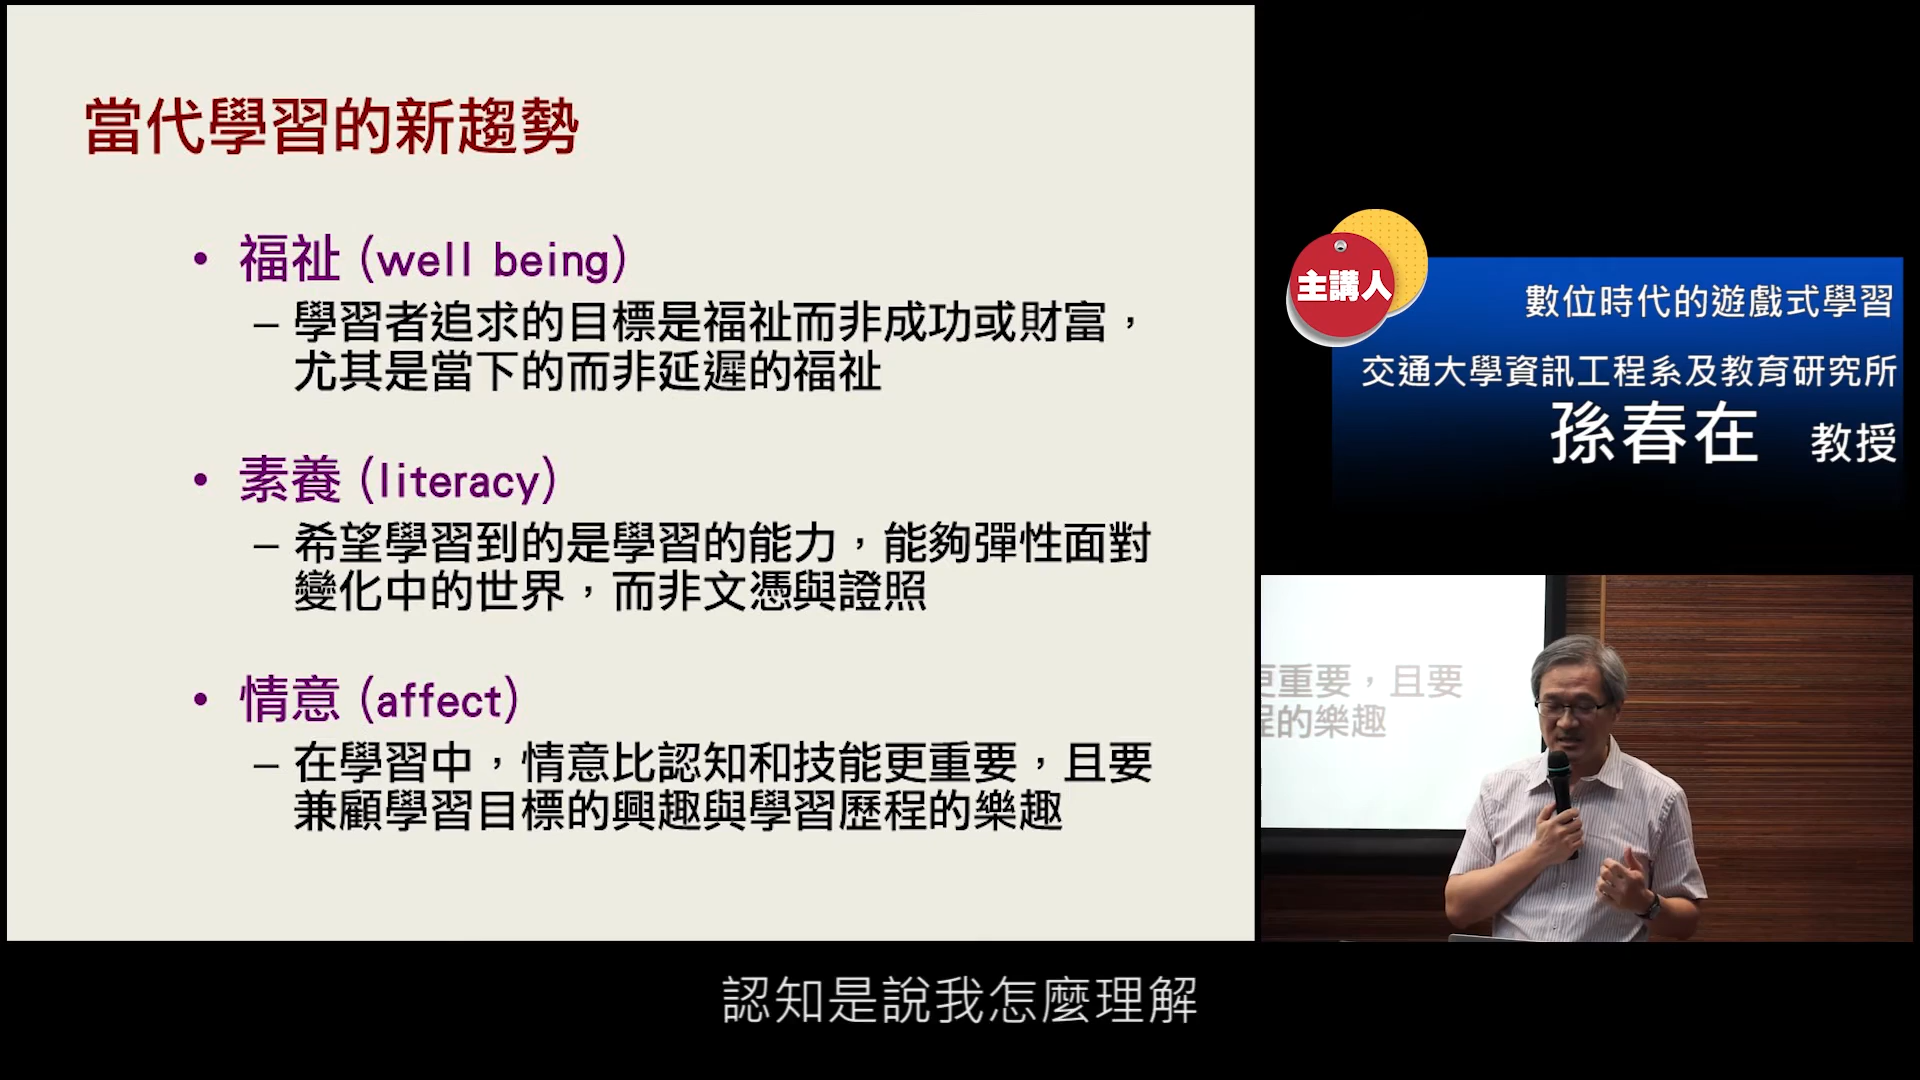 當代學習的新趨勢
• 福祉 (well being)
– 學習者追求的目標是福祉而非成功或財富，
尤其是當下的而非延遲的福祉
• 素養 (literacy)
– 希望學習到的是學習的能力，能夠彈性面對
變化中的世界，而非文憑與證照
• 情意 (affect)
– 在學習中，情意比認知和技能更重要，且要
兼顧學習目標的興趣與學習歷程的樂趣
主講人
數位時代的遊戲式學習
交通大學資訊工程系及教育研究所
孫春在 教授
更重要，且要
程的樂趣
認知是說我怎麼理解